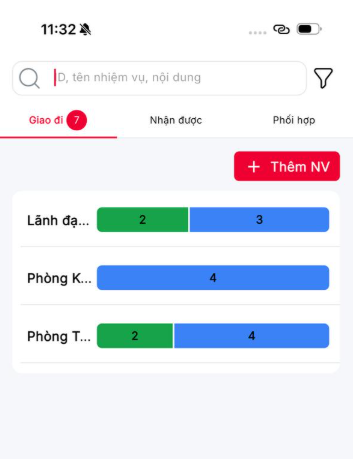 11:32
D, tên nhiệm vụ, nội dung
Giao đi 7
Nhận được
Phối hợp
+ Thêm NV
Lãnh đạ... 2 3
Phòng K... 4
Phòng T... 2 4